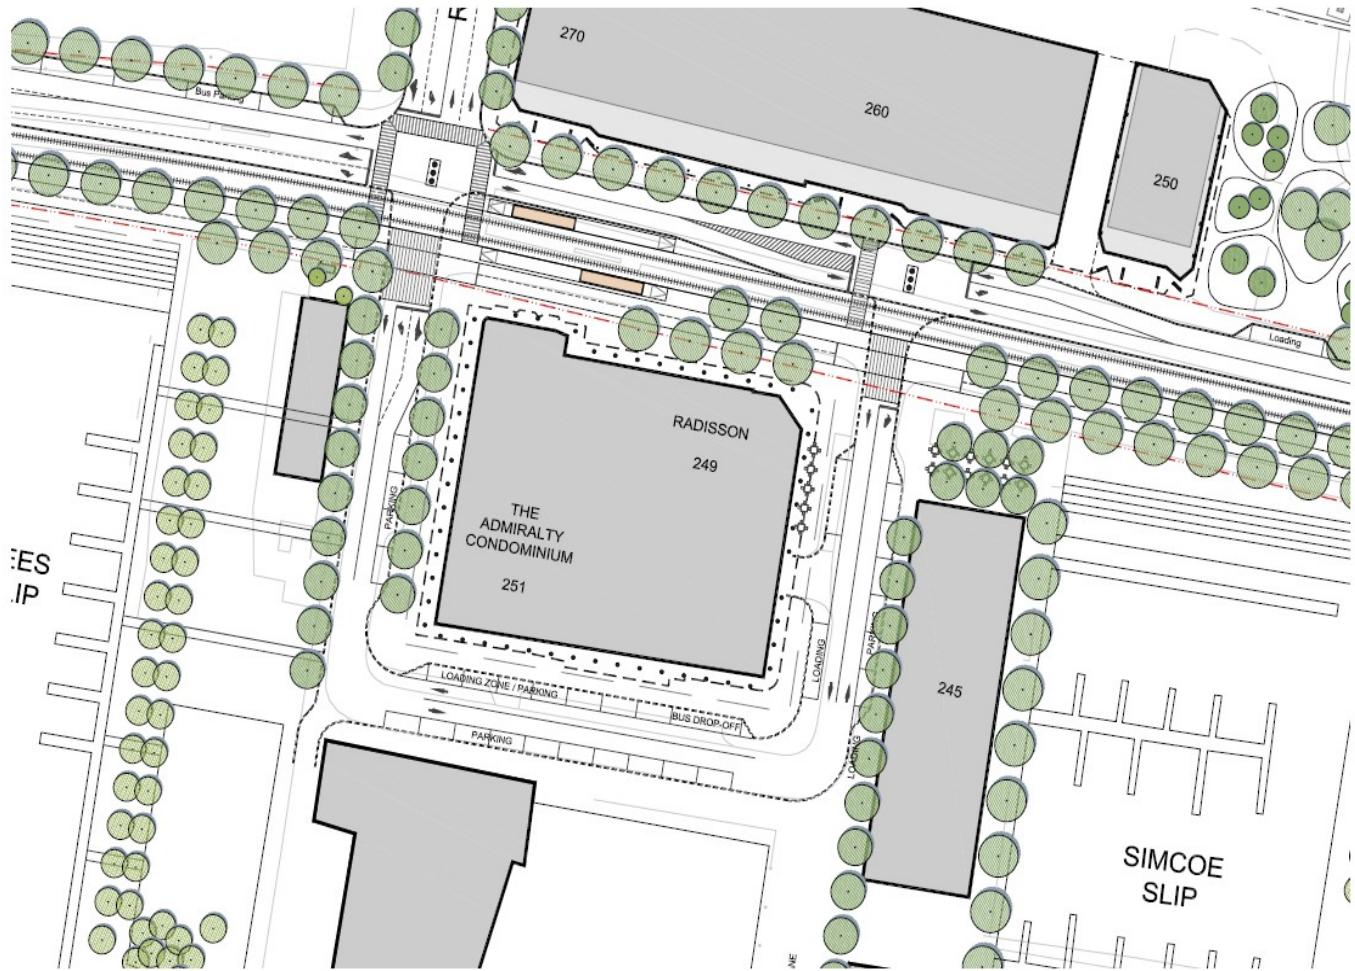 270
260
250
Bus Parking
Loading
RADISSON
249
THE
ADMIRALTY
CONDOMINIUM
251
PARKING
EES
IP
LOADING
LOADING ZONE / PARKING
BUS DROP-OFF
PARKING
LOADING
245
SIMCOE
SLIP